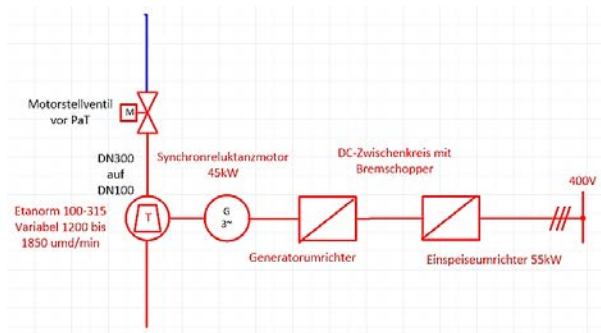 Motorstellventil
vor PaT
M
DN300
auf
DN100
Synchronreluktanzmotor
45kW
DC-Zwischenkreis mit
Bremschopper
400V
Etanorm 100-315
Variabel 1200 bis
1850 umd/min
T
G
3~
Generatorumrichter
Einspeiseumrichter 55kW